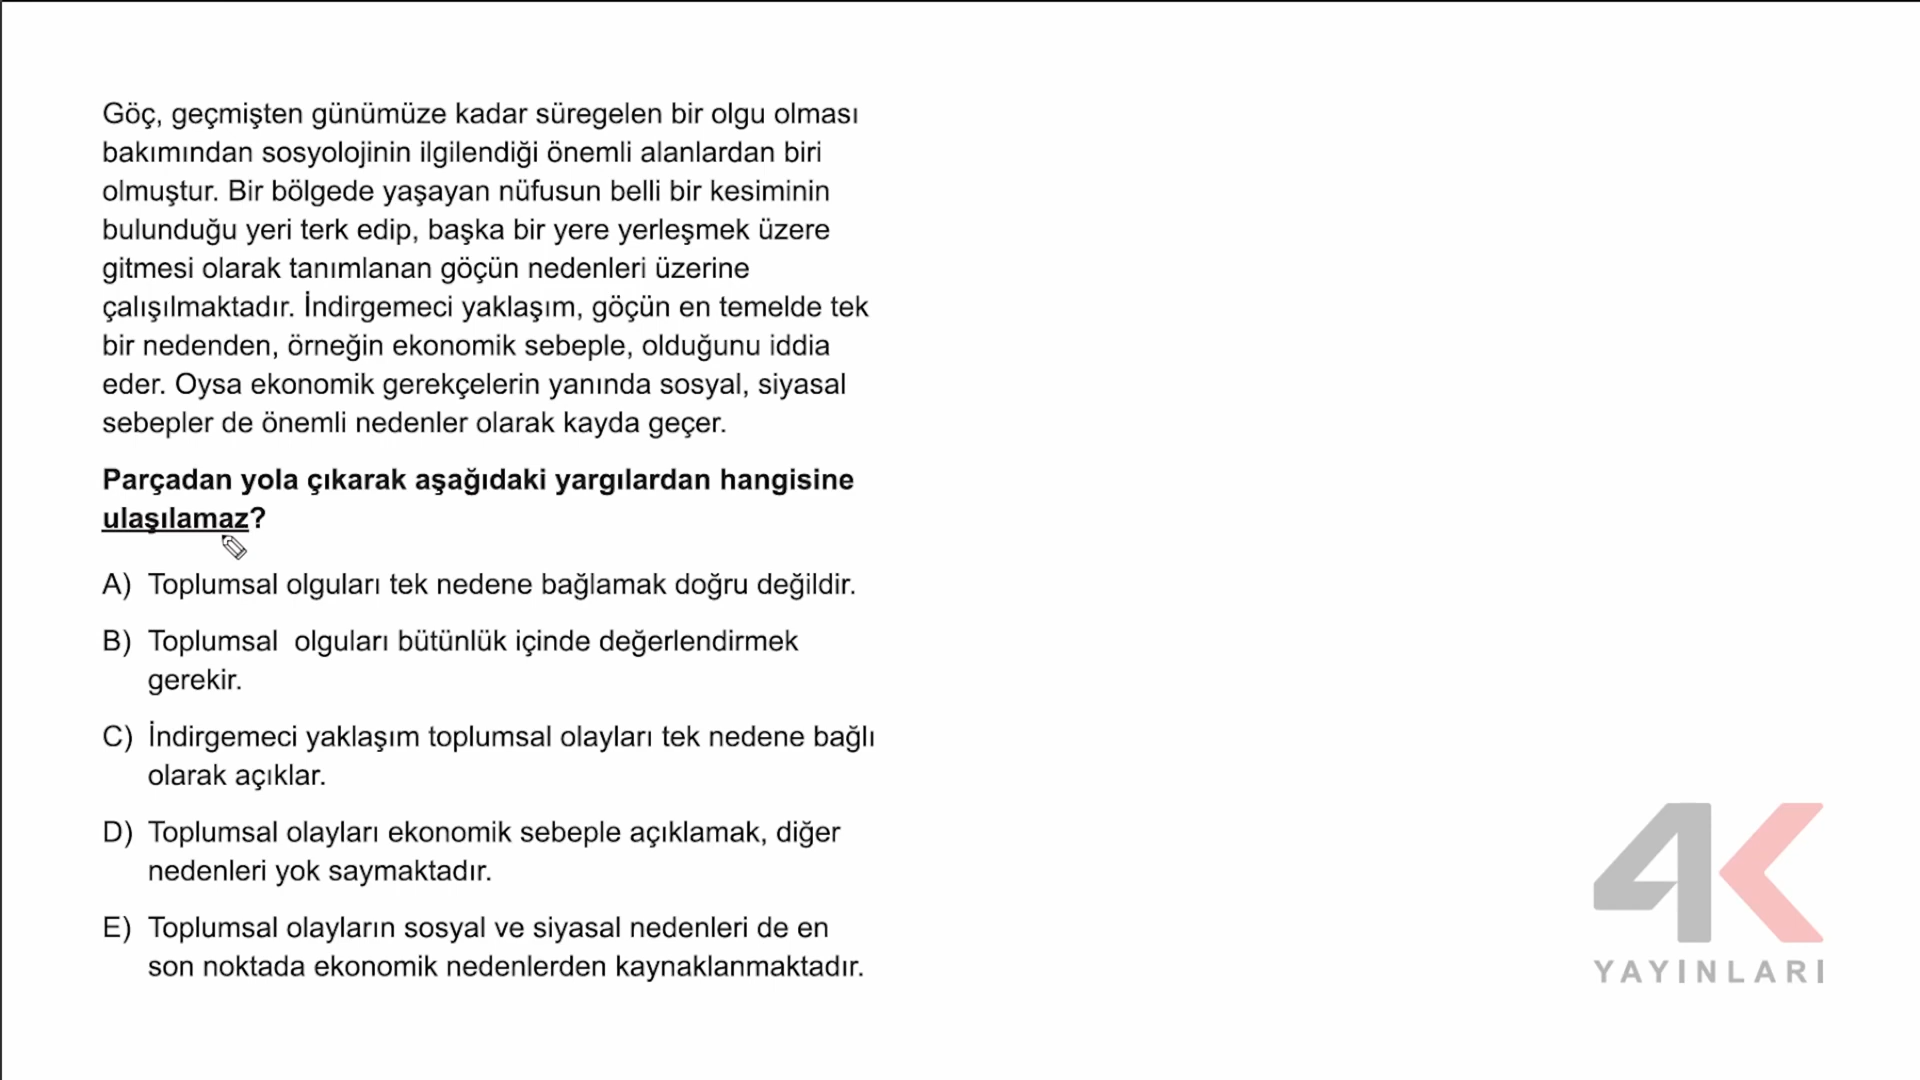 Göç, geçmişten günümüze kadar süregelen bir olgu olması
bakımından sosyolojinin ilgilendiği önemli alanlardan biri
olmuştur. Bir bölgede yaşayan nüfusun belli bir kesiminin
bulunduğu yeri terk edip, başka bir yere yerleşmek üzere
gitmesi olarak tanımlanan göçün nedenleri üzerine
çalışılmaktadır. İndirgemeci yaklaşım, göçün en temelde tek
bir nedenden, örneğin ekonomik sebeple, olduğunu iddia
eder. Oysa ekonomik gerekçelerin yanında sosyal, siyasal
sebepler de önemli nedenler olarak kayda geçer.
Parçadan yola çıkarak aşağıdaki yargılardan hangisine
ulaşılamaz?
A) Toplumsal olguları tek nedene bağlamak doğru değildir.
B) Toplumsal olguları bütünlük içinde değerlendirmek
gerekir.
C) İndirgemeci yaklaşım toplumsal olayları tek nedene bağlı
olarak açıklar.
D) Toplumsal olayları ekonomik sebeple açıklamak, diğer
nedenleri yok saymaktadır.
E) Toplumsal olayların sosyal ve siyasal nedenleri de en
son noktada ekonomik nedenlerden kaynaklanmaktadır.
4K
YAYINLARI